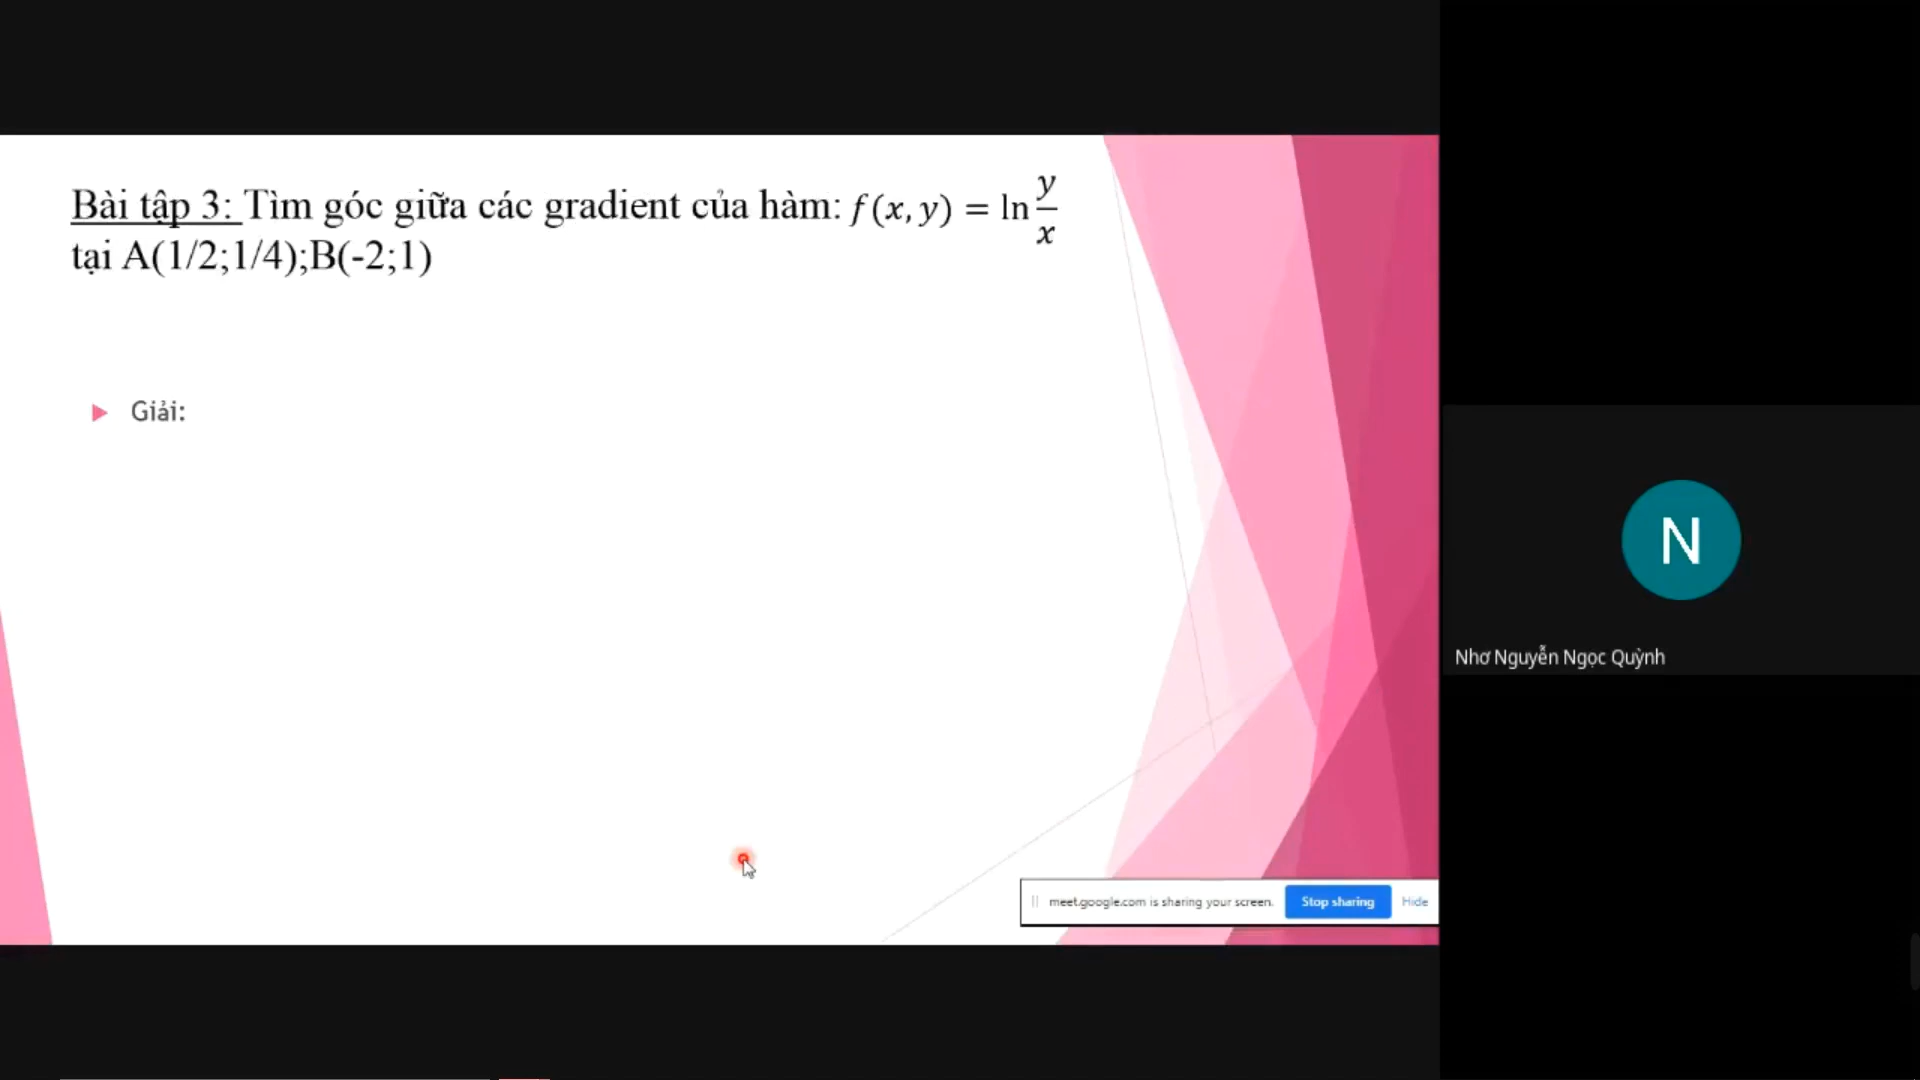 Bài tập 3: Tìm góc giữa các gradient của hàm: f(x, y) = ln y/x
tại A(1/2;1/4);B(-2;1)
Giải:
N
Nhơ Nguyễn Ngọc Quỳnh
meet.google.com is sharing your screen. Stop sharing Hide